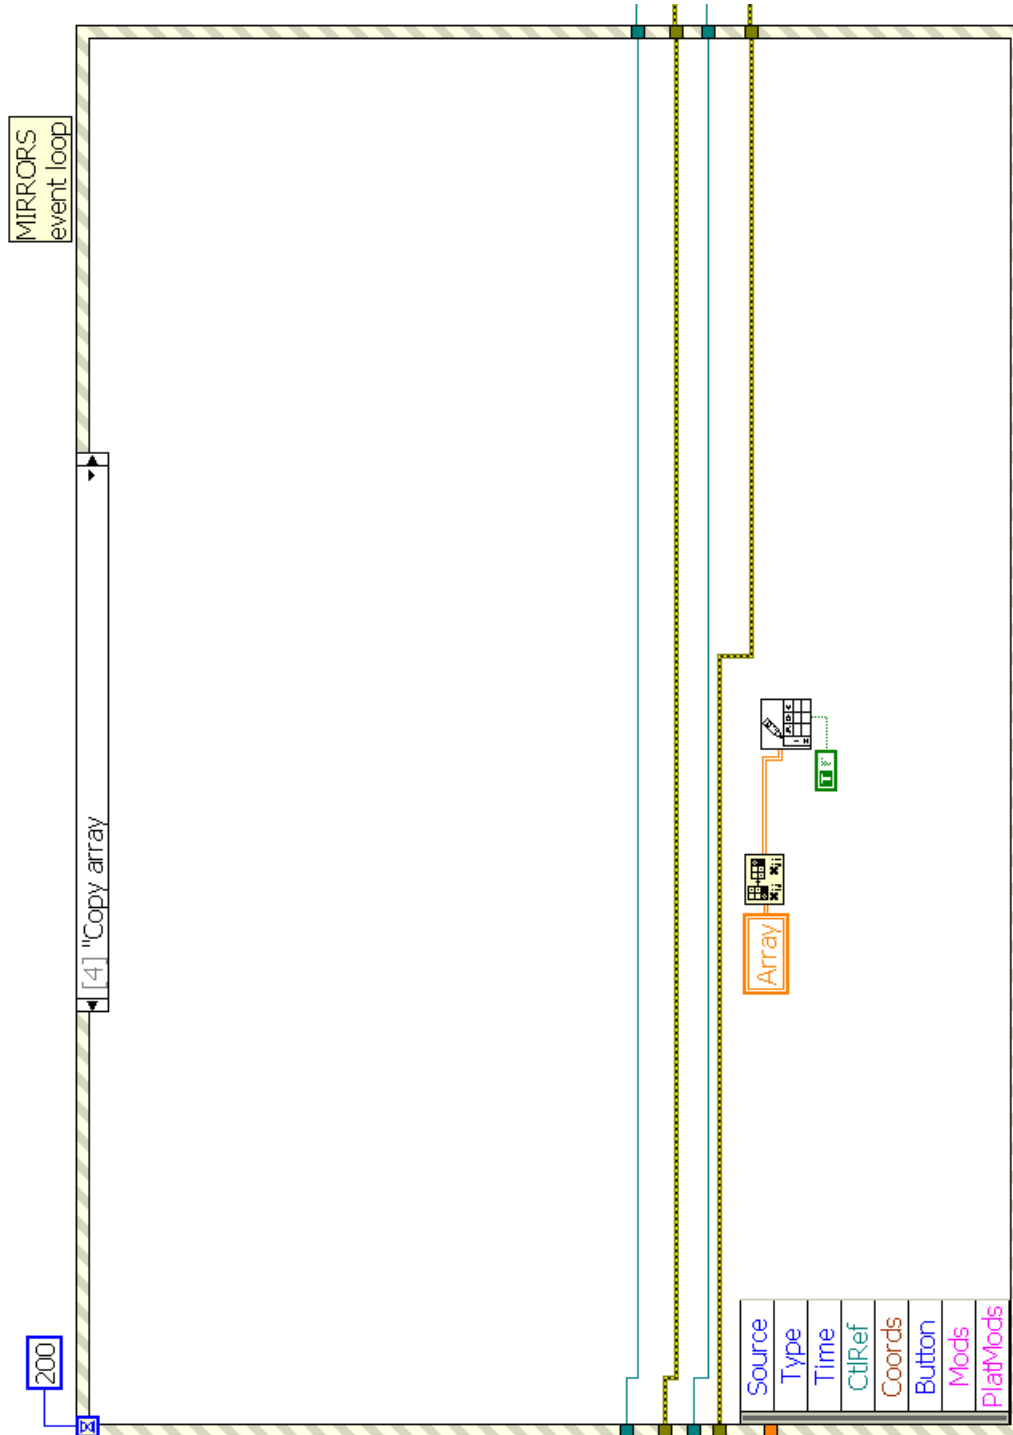 MIRRORS
event loop
200
[4] "Copy array
Source
Type
Time
CtlRef
Coords
Button
Mods
PlatMods
Array
T